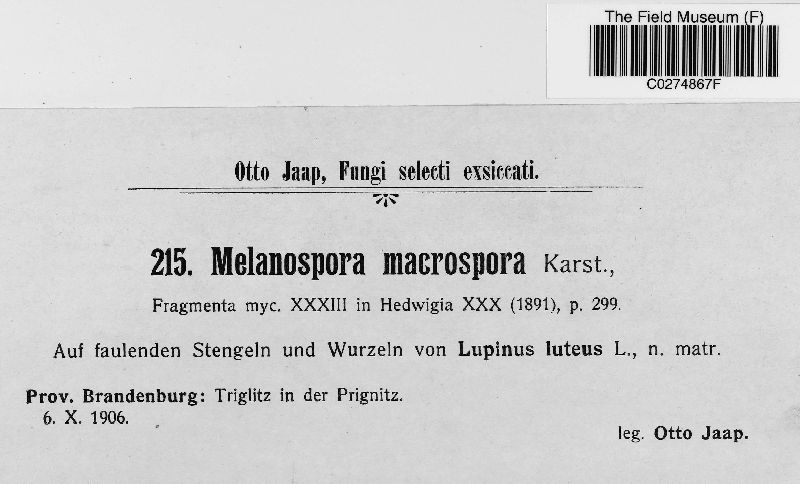 The Field Museum (F)
C0274867F
Otto Jaap, Fungi selecti exsiccati.
215. Melanospora macrospora Karst.,
Fragmenta myc. XXXIII in Hedwigia XXX (1891), p. 299.
Auf faulenden Stengeln und Wurzeln von Lupinus luteus L., n. matr.
Prov. Brandenburg: Triglitz in der Prignitz.
6. X. 1906.
leg. Otto Jaap.